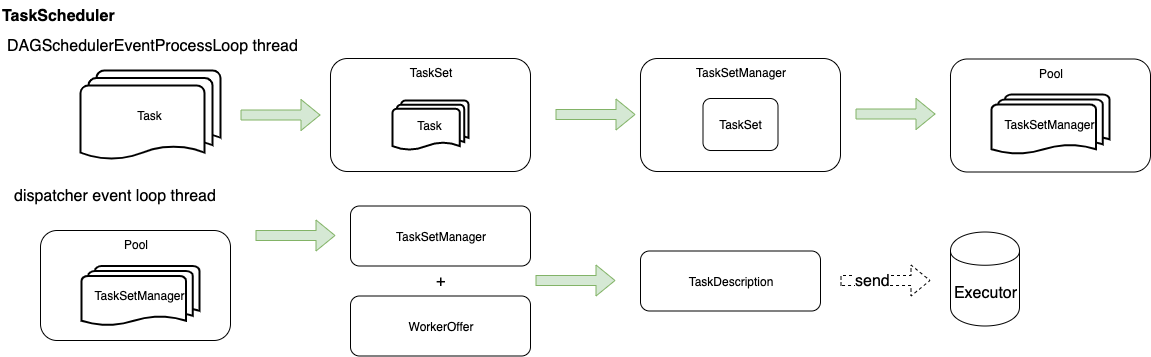 TaskScheduler
DAGSchedulerEventProcessLoop thread
Task
TaskSet
Task
TaskSetManager
TaskSet
Pool
TaskSetManager
dispatcher event loop thread
Pool
TaskSetManager
TaskSetManager
+
WorkerOffer
TaskDescription
send
Executor